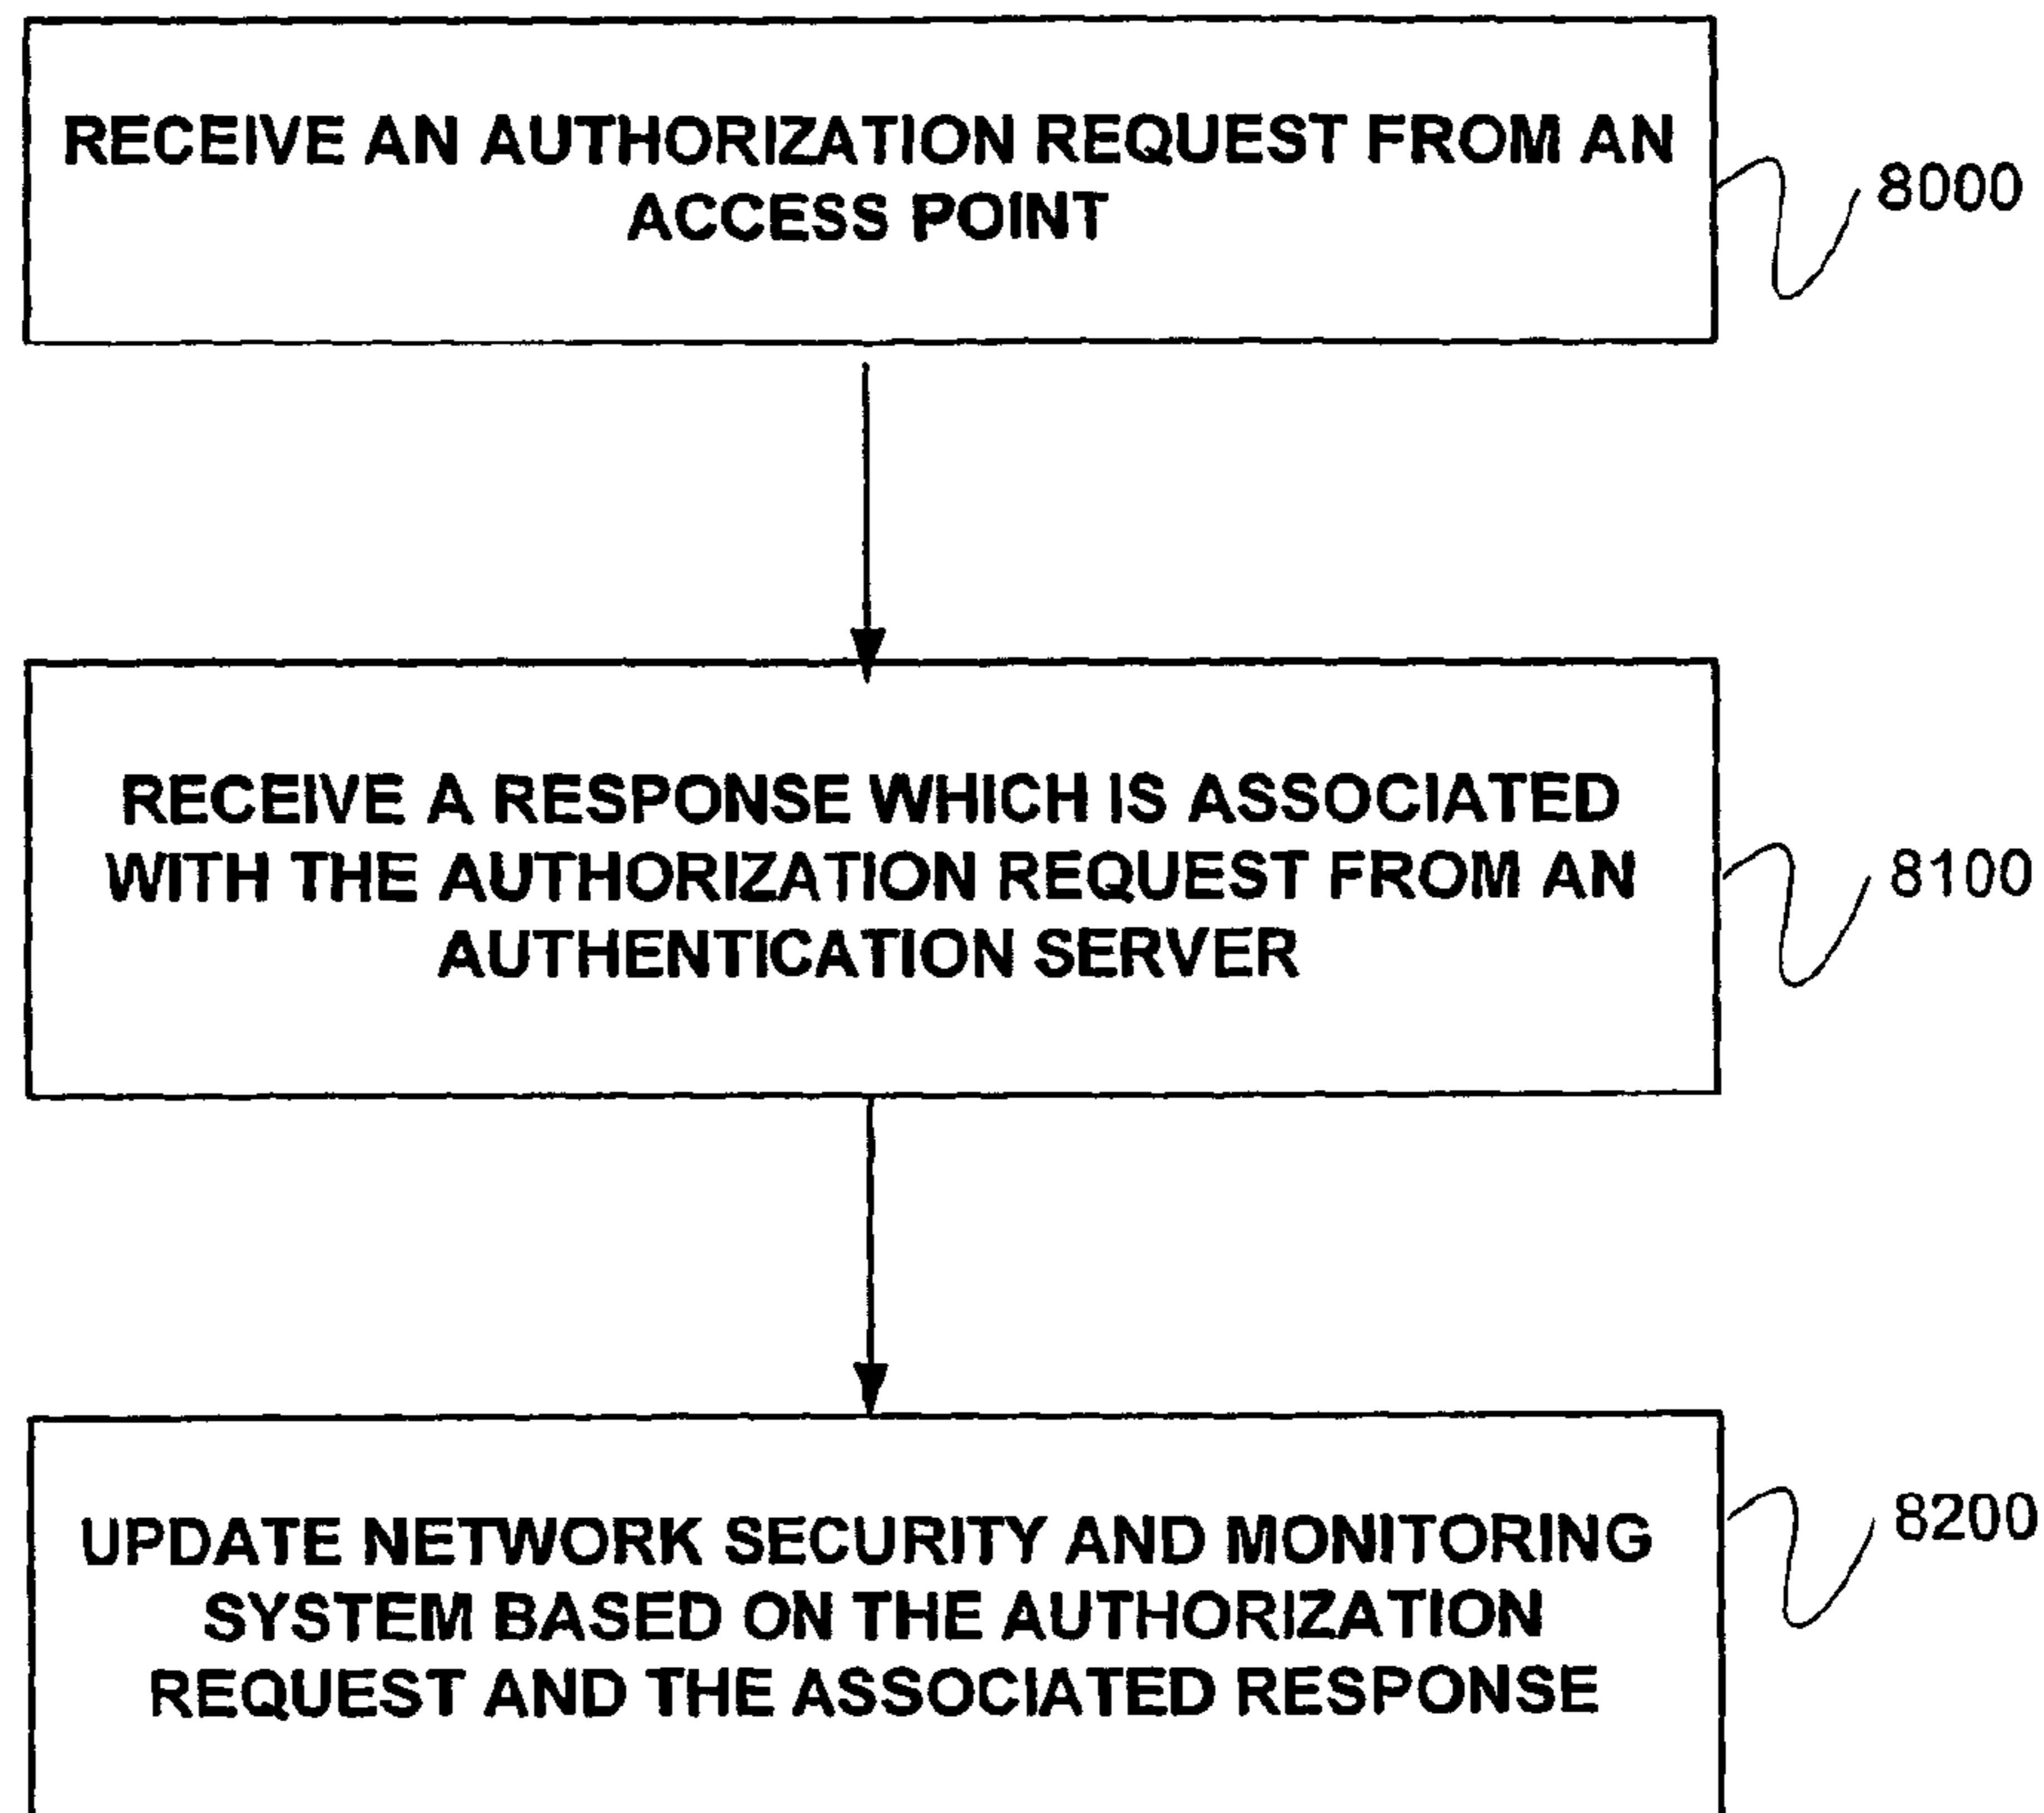 RECEIVE AN AUTHORIZATION REQUEST FROM AN
ACCESS POINT
8000
RECEIVE A RESPONSE WHICH IS ASSOCIATED
WITH THE AUTHORIZATION REQUEST FROM AN
AUTHENTICATION SERVER
8100
UPDATE NETWORK SECURITY AND MONITORING
SYSTEM BASED ON THE AUTHORIZATION
REQUEST AND THE ASSOCIATED RESPONSE
8200